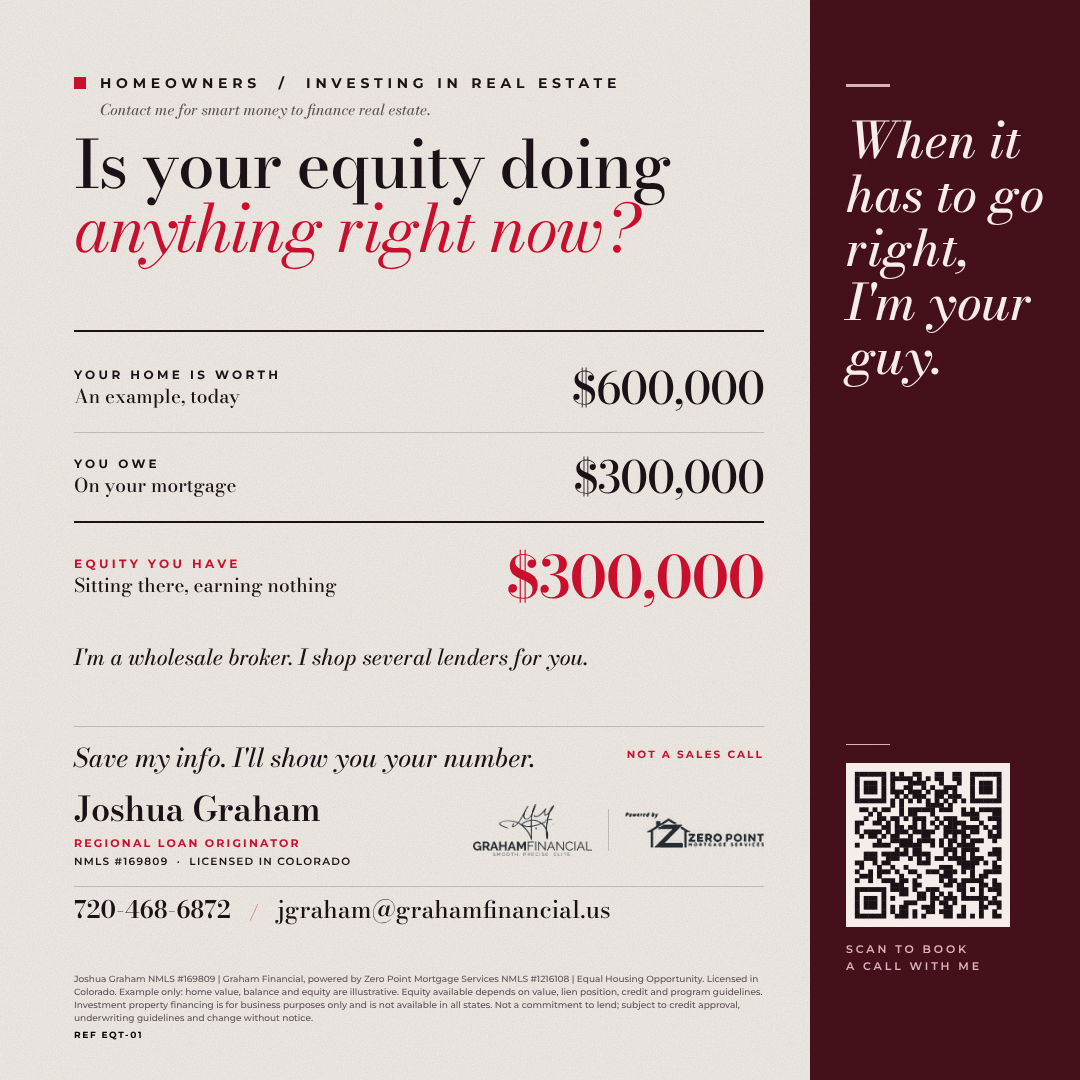 HOMEOWNERS / INVESTING IN REAL ESTATE
Contact me for smart money to finance real estate.
Is your equity doing
anything right now?
YOUR HOME IS WORTH
An example, today
$600,000
YOU OWE
On your mortgage
$300,000
EQUITY YOU HAVE
Sitting there, earning nothing
$300,000
I'm a wholesale broker. I shop several lenders for you.
Save my info. I'll show you your number.
NOT A SALES CALL
Joshua Graham
REGIONAL LOAN ORIGINATOR
NMLS #169809 · LICENSED IN COLORADO
GRAHAMFINANCIAL
SMOOTH. PRECISE. ELITE.
Powered by
ZERO POINT
MORTGAGE SERVICES
720-468-6872 / jgraham@grahamfinancial.us
Joshua Graham NMLS #169809 | Graham Financial, powered by Zero Point Mortgage Services NMLS #1216108 | Equal Housing Opportunity. Licensed in
Colorado. Example only: home value, balance and equity are illustrative. Equity available depends on value, lien position, credit and program guidelines.
Investment property financing is for business purposes only and is not available in all states. Not a commitment to lend; subject to credit approval,
underwriting guidelines and change without notice.
REF EQT-01
When it
has to go
right,
I'm your
guy.
SCAN TO BOOK
A CALL WITH ME